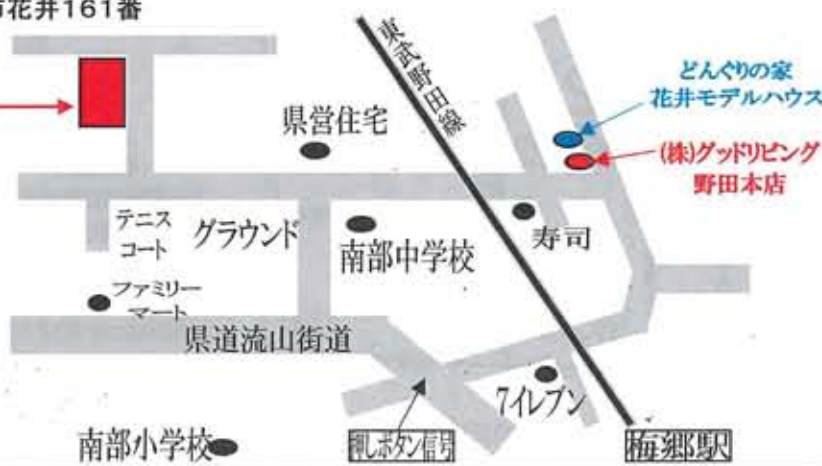 花井161番
東武野田線
どんぐりの家
花井モデルハウス
県営住宅
(株)グッドリビング
野田本店
テニス
コート
グラウンド
南部中学校
寿司
ファミリー
マート
県道流山街道
7イレブン
南部小学校
押しボタン信号
梅郷駅